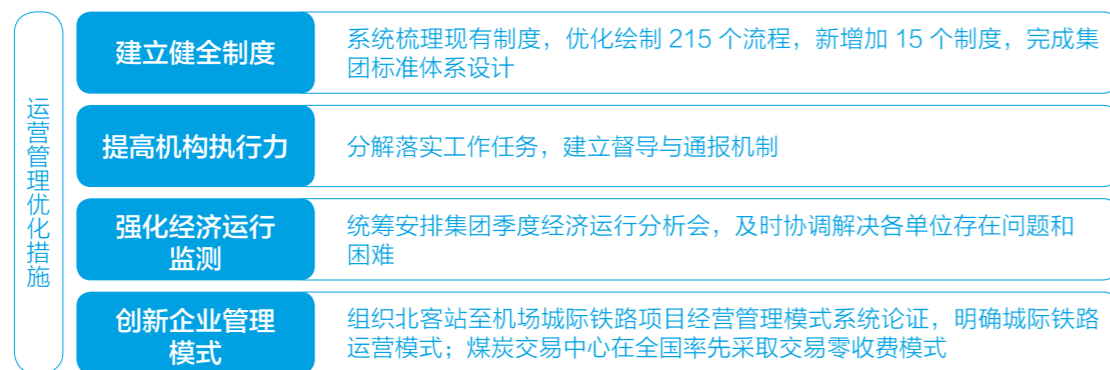 运营管理优化措施
建立健全制度
系统梳理现有制度，优化绘制 215 个流程，新增加 15 个制度，完成集
团标准体系设计
提高机构执行力
分解落实工作任务，建立督导与通报机制
强化经济运行
监测
统筹安排集团季度经济运行分析会，及时协调解决各单位存在问题和
困难
创新企业管理
模式
组织北客站至机场城际铁路项目经营管理模式系统论证，明确城际铁路
运营模式；煤炭交易中心在全国率先采取交易零收费模式